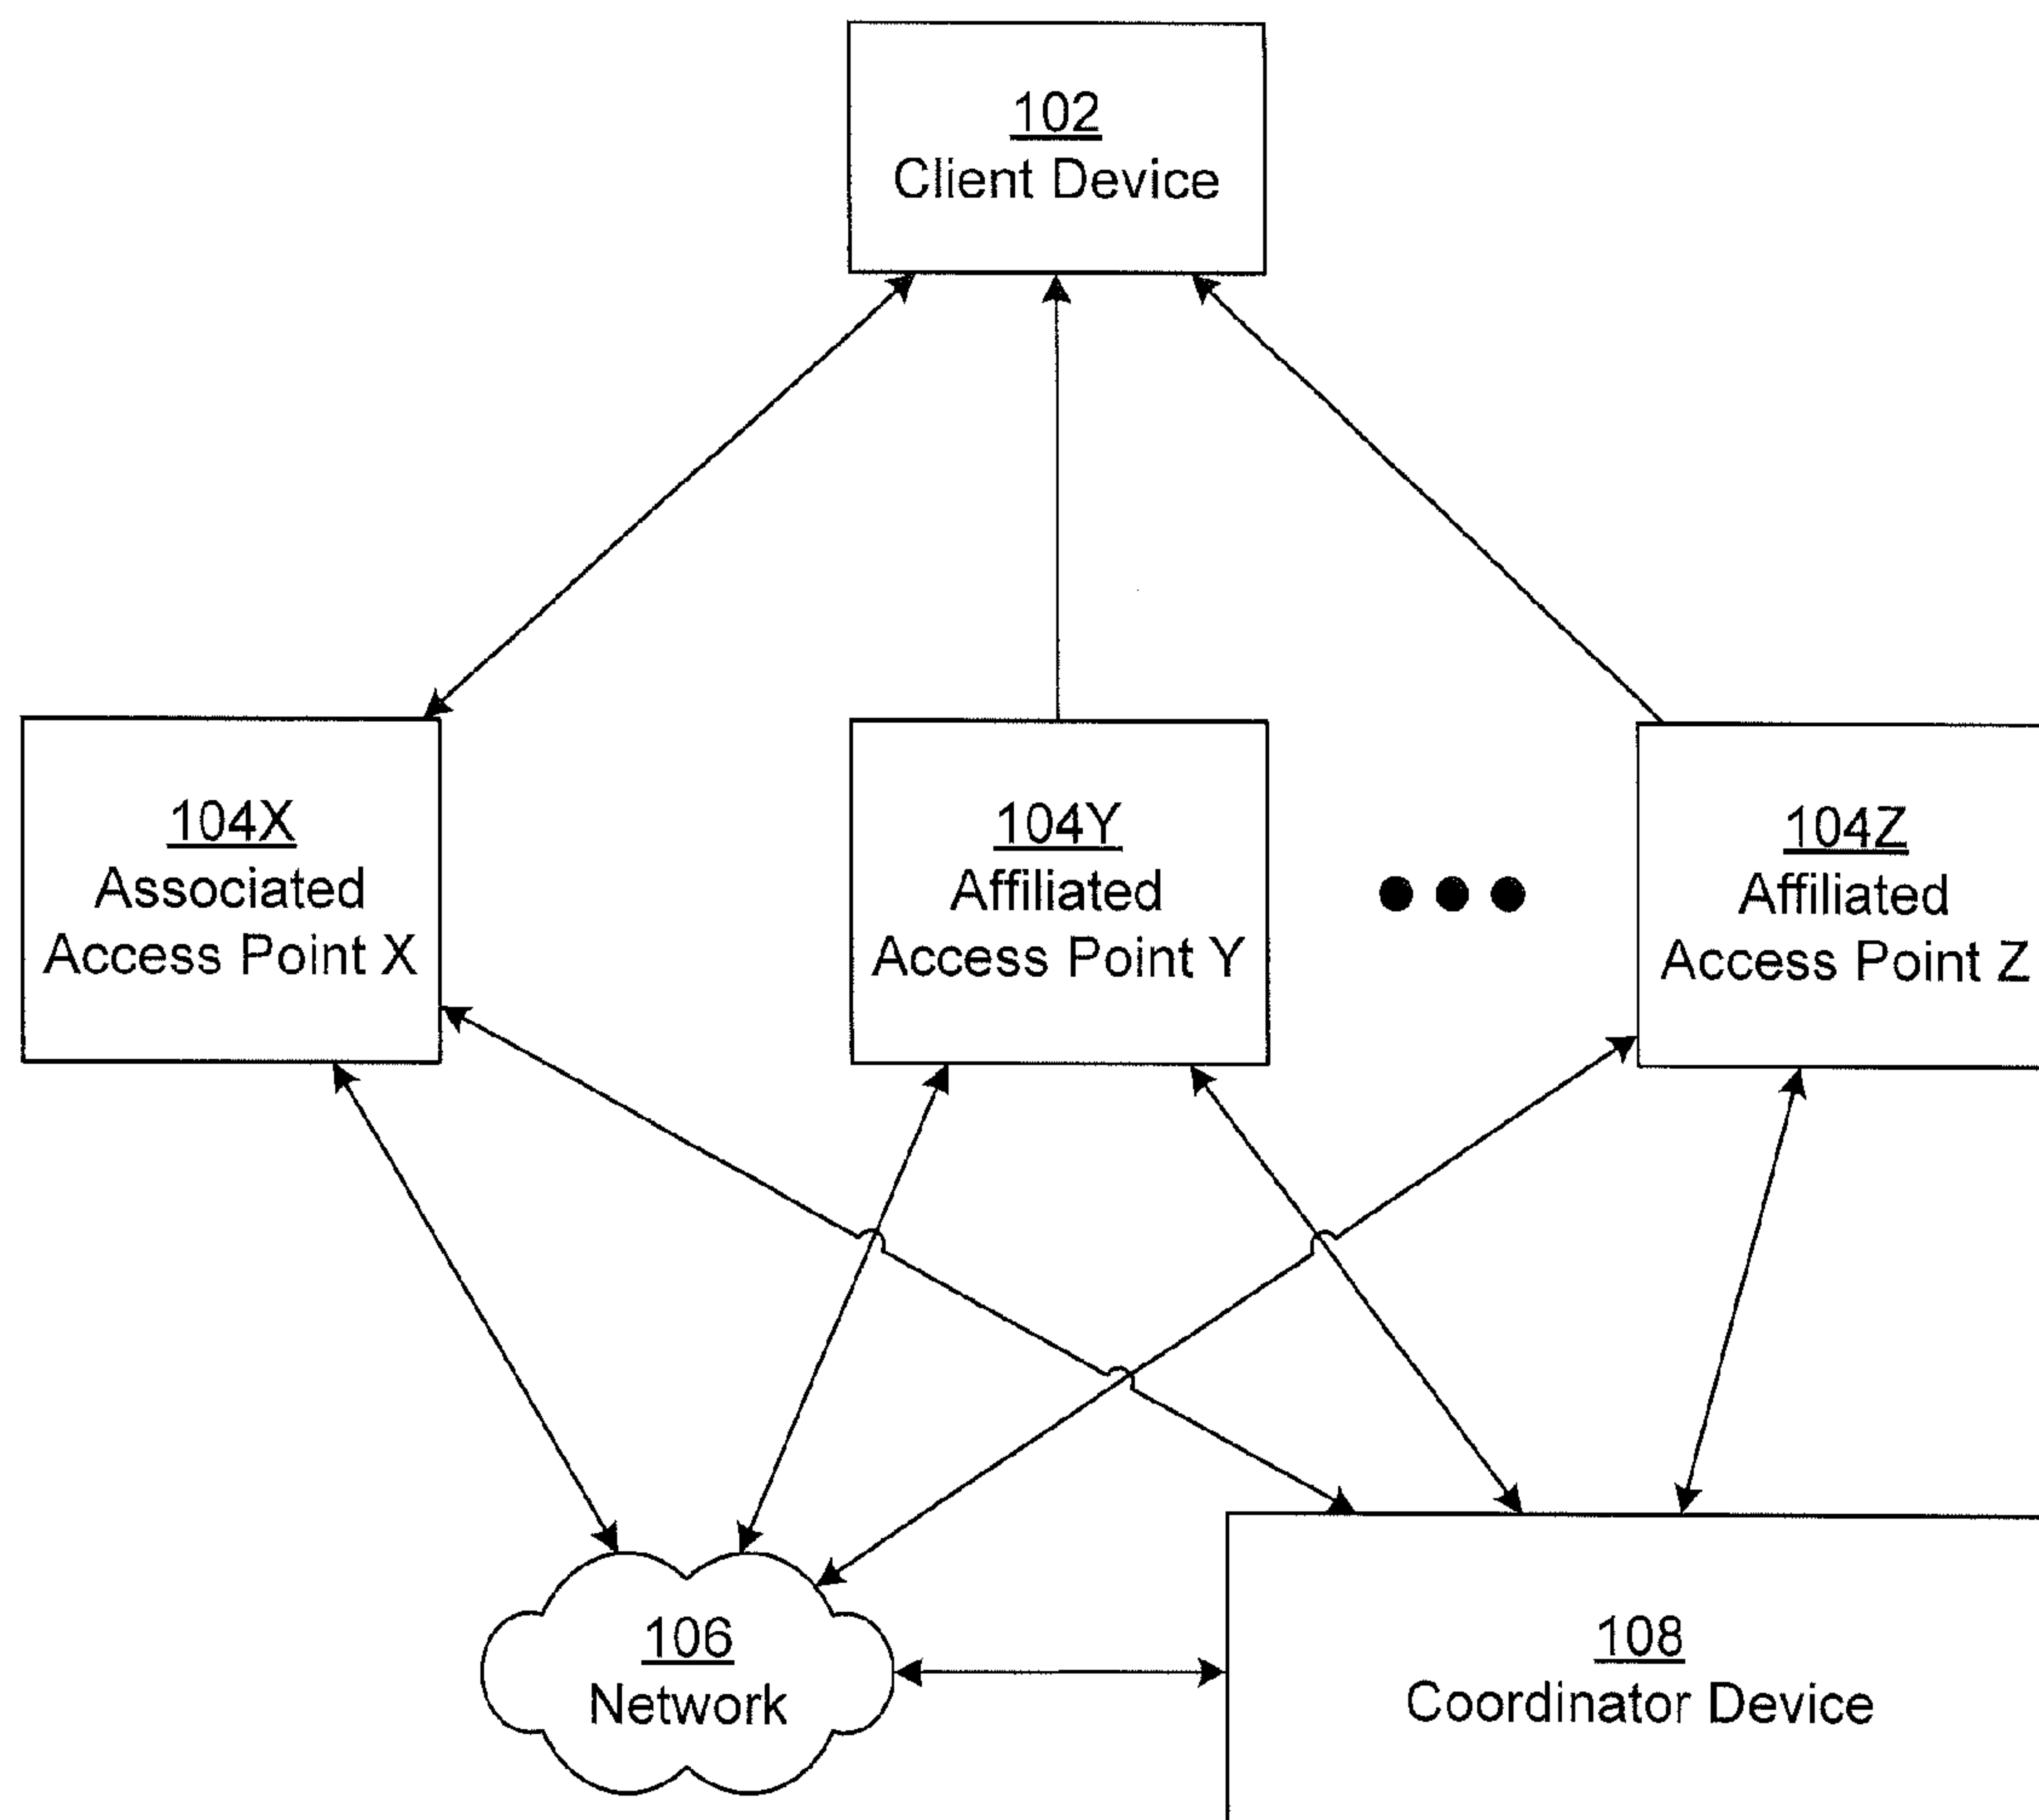 102
Client Device
104X
Associated
Access Point X
104Y
Affiliated
Access Point Y
104Z
Affiliated
Access Point Z
106
Network
108
Coordinator Device